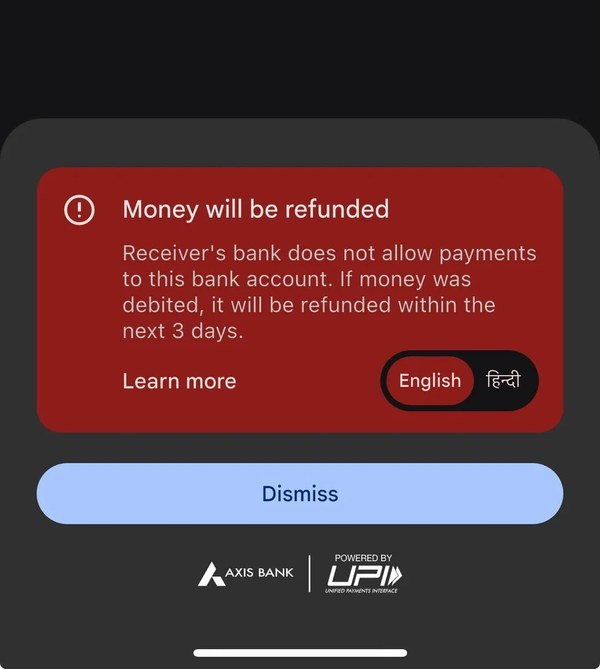 Money will be refunded
Receiver's bank does not allow payments
to this bank account. If money was
debited, it will be refunded within the
next 3 days.
Learn more
English हिन्दी
Dismiss
AXIS BANK
POWERED BY
UPI
UNIFIED PAYMENTS INTERFACE